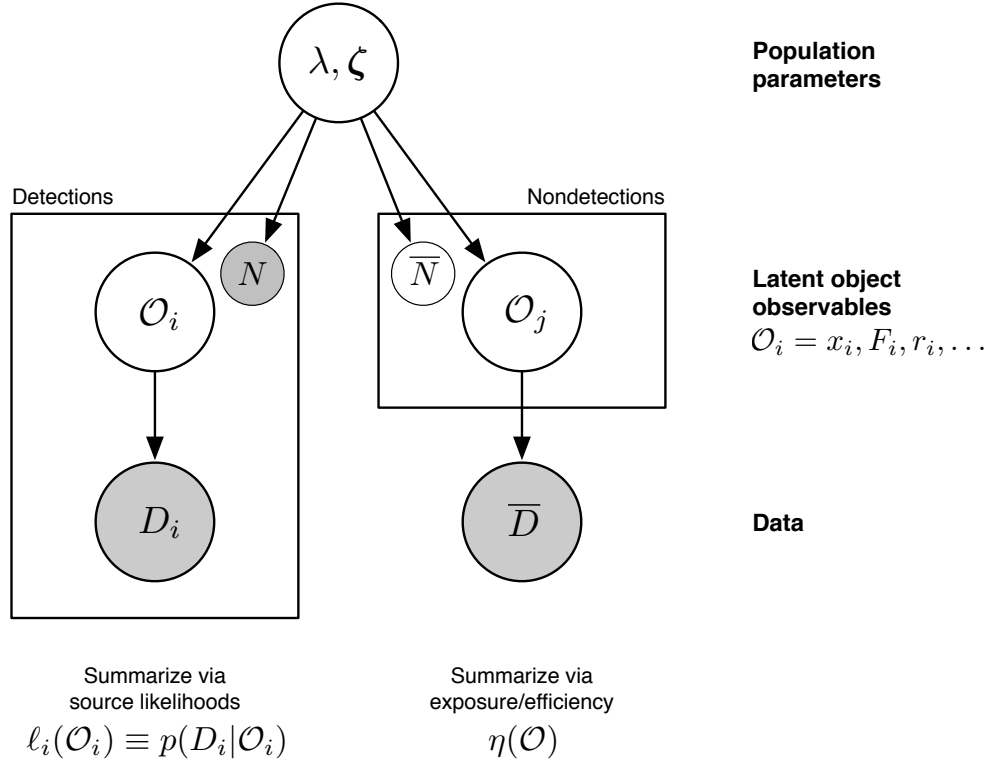 λ, ζ
Population
parameters
Detections
Nondetections
N
N̅
𝒪ᵢ
𝒪ⱼ
Latent object
observables
𝒪ᵢ = xᵢ, Fᵢ, rᵢ, . . .
Dᵢ
D̅
Data
Summarize via
source likelihoods
ℓᵢ(𝒪ᵢ) ≡ p(Dᵢ|𝒪ᵢ)
Summarize via
exposure/efficiency
η(𝒪)